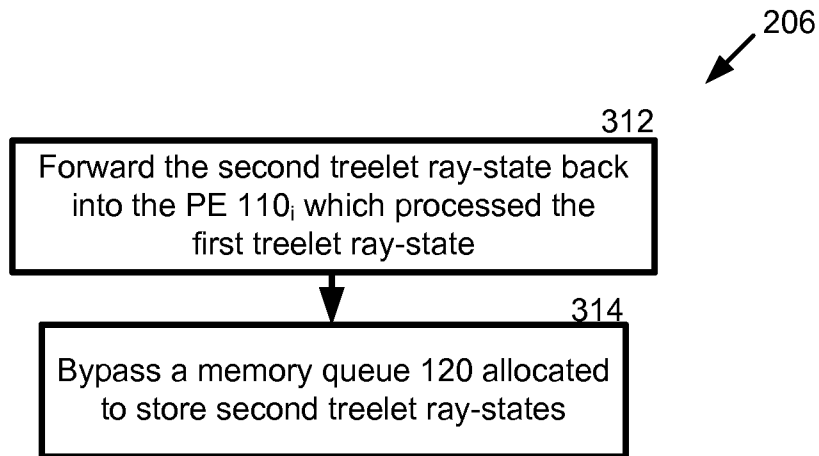 206
312
Forward the second treelet ray-state back
into the PE 110ᵢ which processed the
first treelet ray-state
314
Bypass a memory queue 120 allocated
to store second treelet ray-states